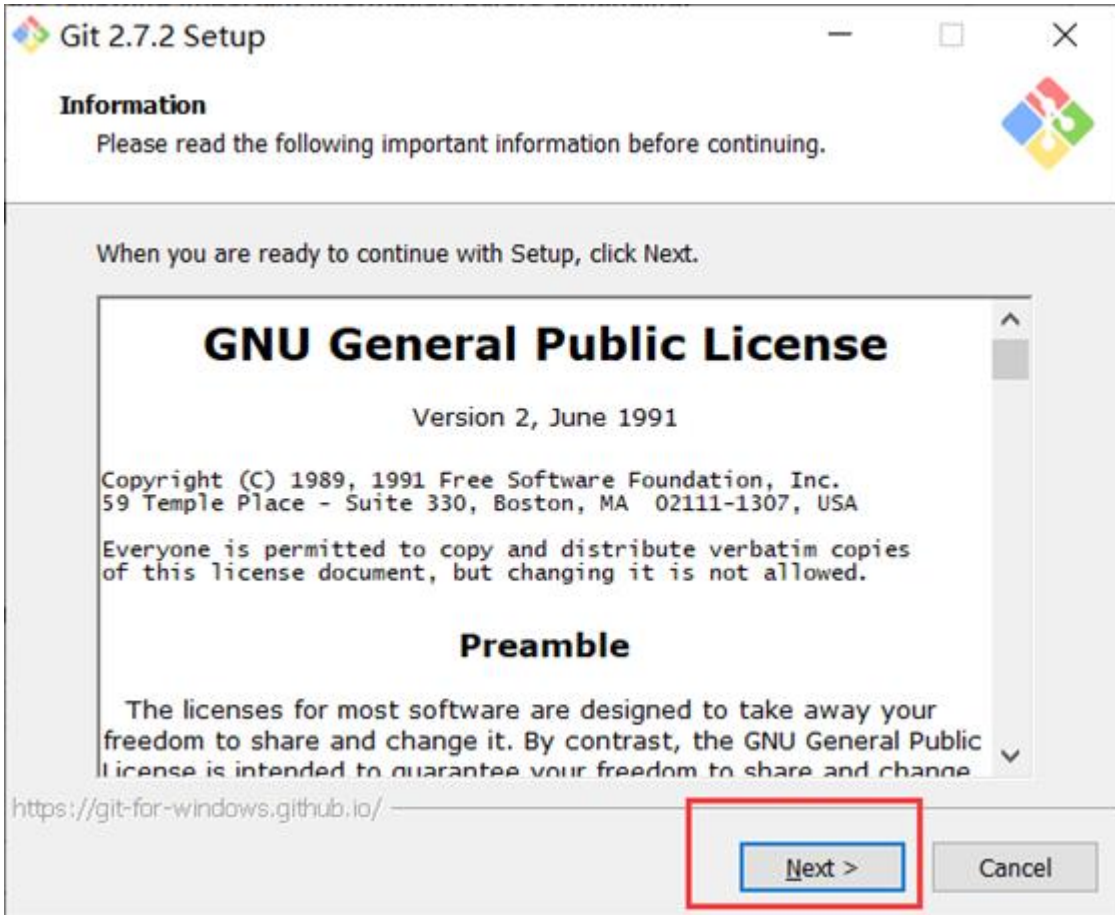 Git 2.7.2 Setup
Information
Please read the following important information before continuing.
When you are ready to continue with Setup, click Next.
GNU General Public License
Version 2, June 1991
Copyright (C) 1989, 1991 Free Software Foundation, Inc.
59 Temple Place - Suite 330, Boston, MA  02111-1307, USA
Everyone is permitted to copy and distribute verbatim copies
of this license document, but changing it is not allowed.
Preamble
The licenses for most software are designed to take away your
freedom to share and change it. By contrast, the GNU General Public
License is intended to guarantee your freedom to share and change
https://git-for-windows.github.io/
Next >
Cancel